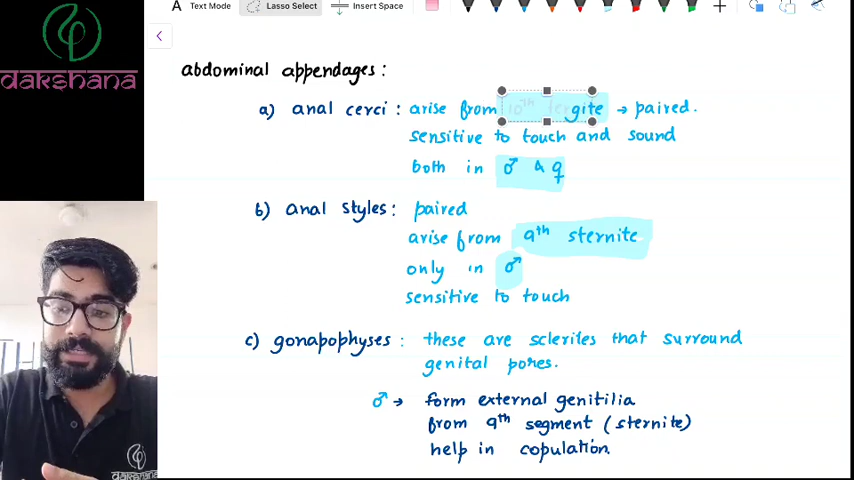 Text Mode Lasso Select Insert Space
dakshana
abdominal appendages :
a) anal cerci : arise from 10th tergite → paired.
sensitive to touch and sound
both in ♂ & ♀
b) anal styles : paired
arise from 9th sternite
only in ♂
sensitive to touch
c) gonapophyses : these are sclerites that surround
genital pores.
♂ → form external genitilia
from 9th segment (sternite)
help in copulation.
dakshana